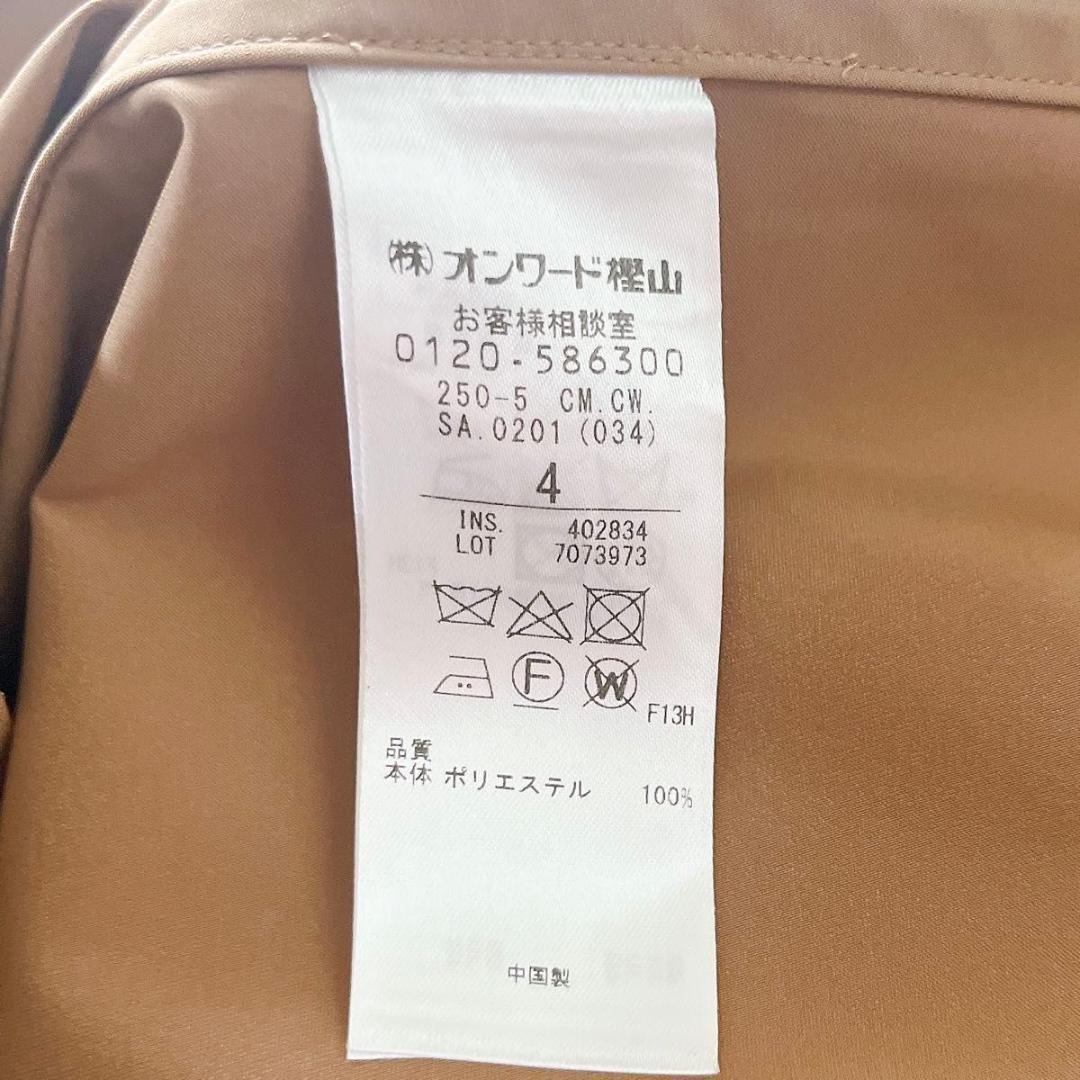 ㈱オンワード樫山
お客様相談室
0120-586300
250-5 CM.CW.
SA.0201 (034)
4
INS. 402834
LOT 7073973
F W F13H
品質
本体 ポリエステル 100%
中国製